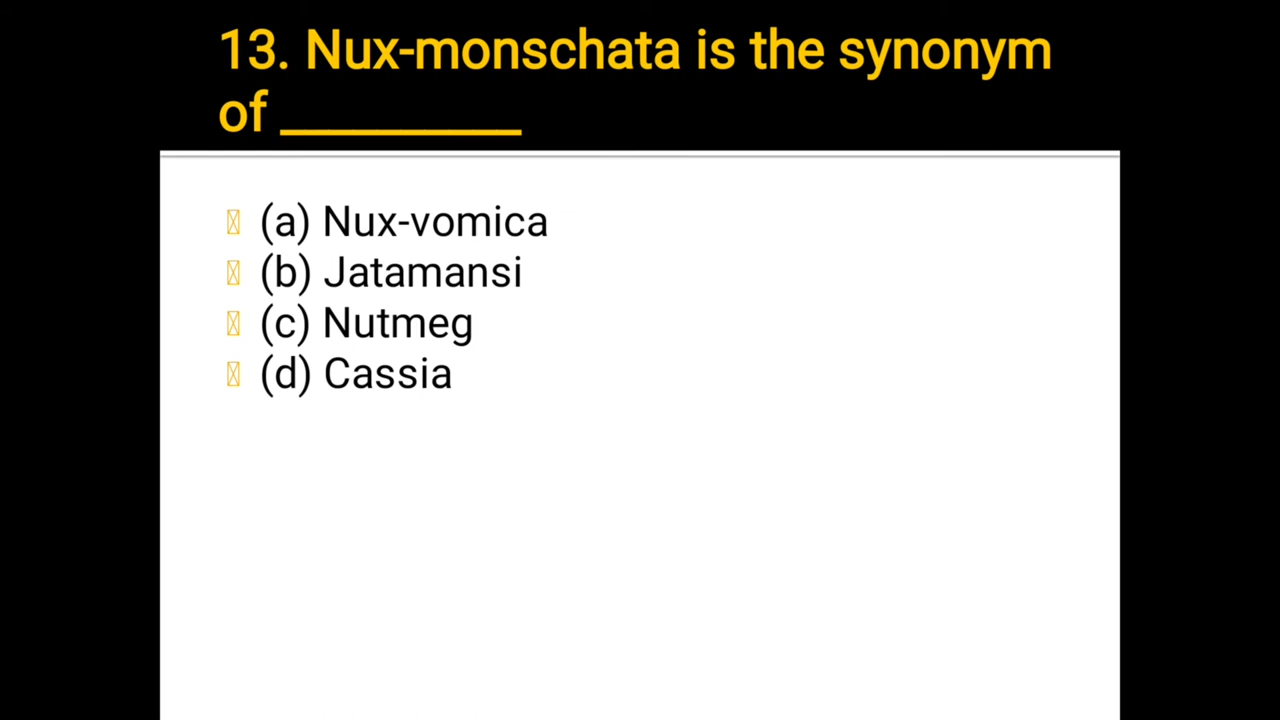 13. Nux-monschata is the synonym
of __________
(a) Nux-vomica
(b) Jatamansi
(c) Nutmeg
(d) Cassia